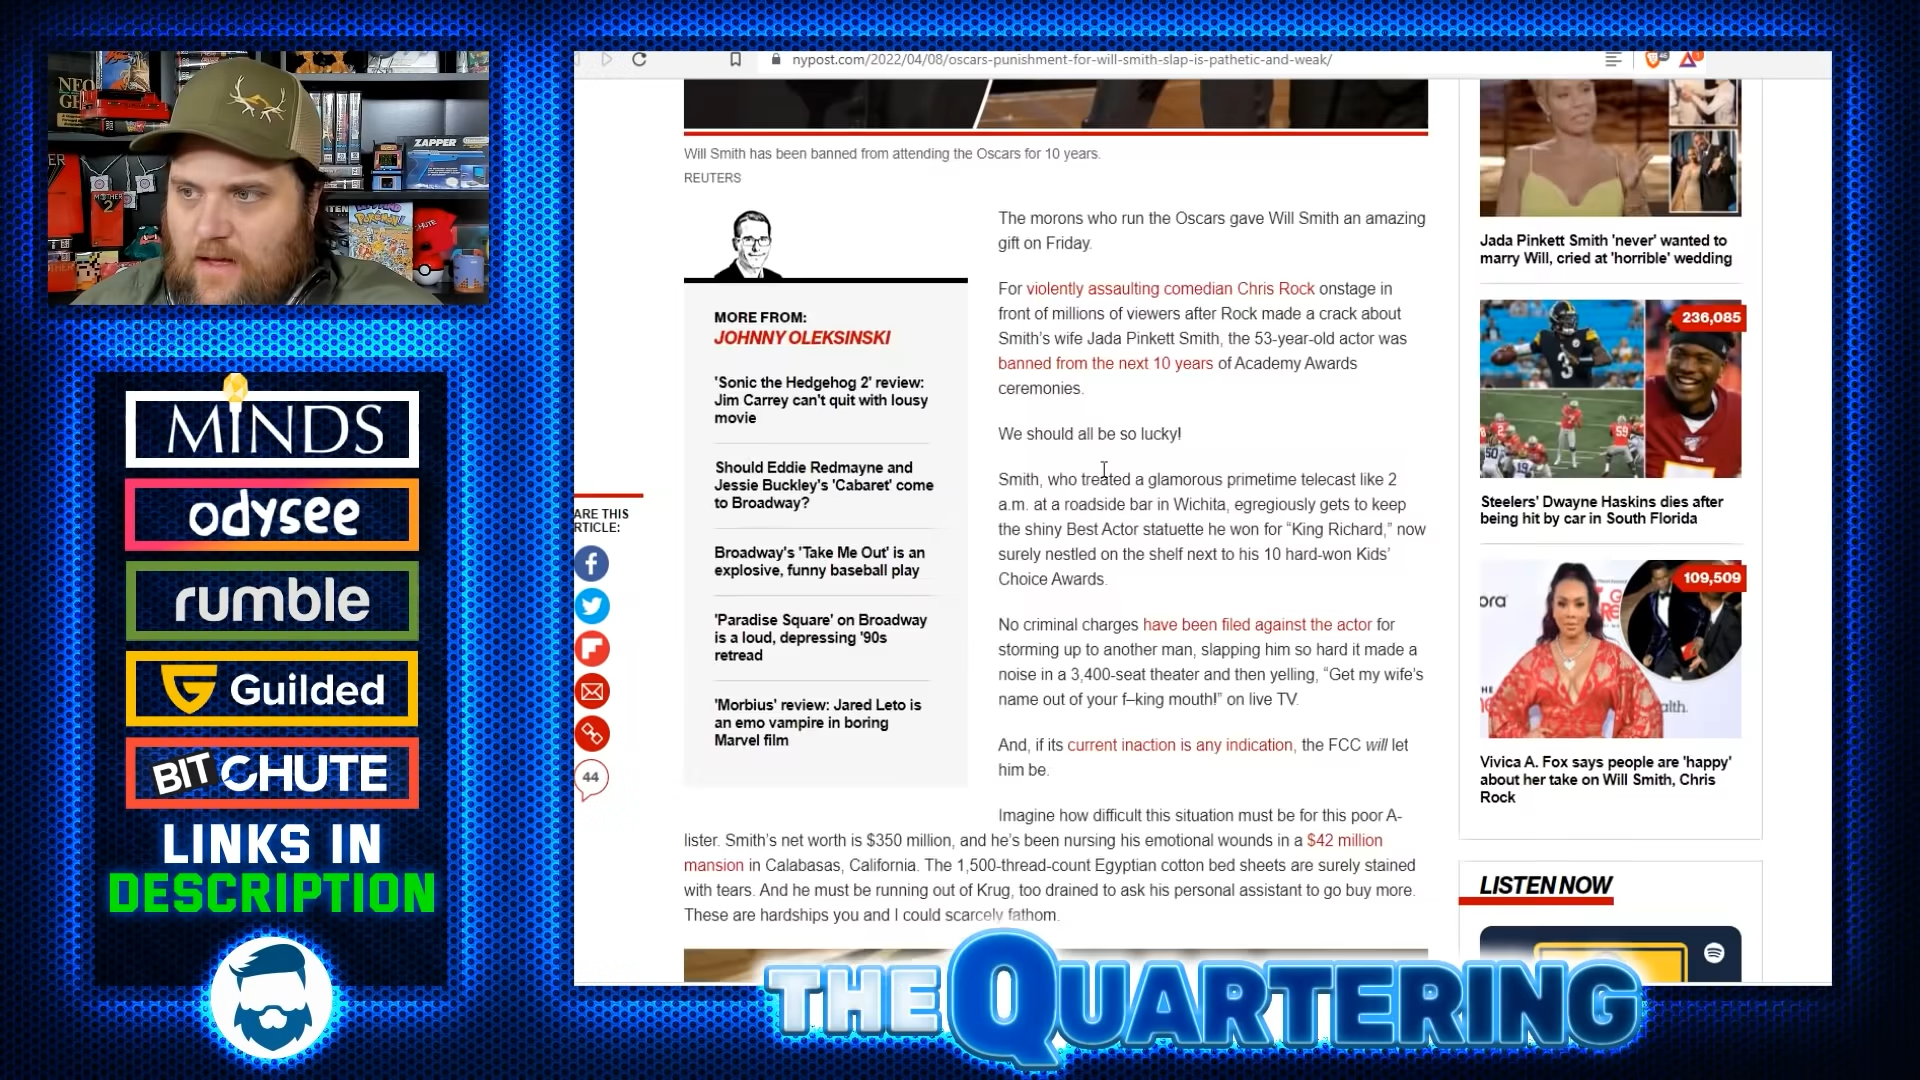 NEO
GE
ZAPPER
MOTHER
2
Pokémon
CHUTE
MINDS
odysee
rumble
Guilded
BITCHUTE
LINKS IN
DESCRIPTION
nypost.com/2022/04/08/oscars-punishment-for-will-smith-slap-is-pathetic-and-weak/
Will Smith has been banned from attending the Oscars for 10 years.
REUTERS
MORE FROM:
JOHNNY OLEKSINSKI
'Sonic the Hedgehog 2' review:
Jim Carrey can't quit with lousy
movie
Should Eddie Redmayne and
Jessie Buckley's 'Cabaret' come
to Broadway?
Broadway's 'Take Me Out' is an
explosive, funny baseball play
'Paradise Square' on Broadway
is a loud, depressing '90s
retread
'Morbius' review: Jared Leto is
an emo vampire in boring
Marvel film
ARE THIS
RTICLE:
44
The morons who run the Oscars gave Will Smith an amazing
gift on Friday.
For violently assaulting comedian Chris Rock onstage in
front of millions of viewers after Rock made a crack about
Smith's wife Jada Pinkett Smith, the 53-year-old actor was
banned from the next 10 years of Academy Awards
ceremonies.
We should all be so lucky!
Smith, who treated a glamorous primetime telecast like 2
a.m. at a roadside bar in Wichita, egregiously gets to keep
the shiny Best Actor statuette he won for “King Richard,” now
surely nestled on the shelf next to his 10 hard-won Kids’
Choice Awards.
No criminal charges have been filed against the actor for
storming up to another man, slapping him so hard it made a
noise in a 3,400-seat theater and then yelling, “Get my wife’s
name out of your f–king mouth!” on live TV.
And, if its current inaction is any indication, the FCC will let
him be.
Imagine how difficult this situation must be for this poor A-
lister. Smith’s net worth is $350 million, and he’s been nursing his emotional wounds in a $42 million
mansion in Calabasas, California. The 1,500-thread-count Egyptian cotton bed sheets are surely stained
with tears. And he must be running out of Krug, too drained to ask his personal assistant to go buy more.
These are hardships you and I could scarcely fathom.
Jada Pinkett Smith 'never' wanted to
marry Will, cried at 'horrible' wedding
236,085
3
59
50
19
Steelers' Dwayne Haskins dies after
being hit by car in South Florida
109,509
ora
alth.
Vivica A. Fox says people are 'happy'
about her take on Will Smith, Chris
Rock
LISTEN NOW
THE QUARTERING